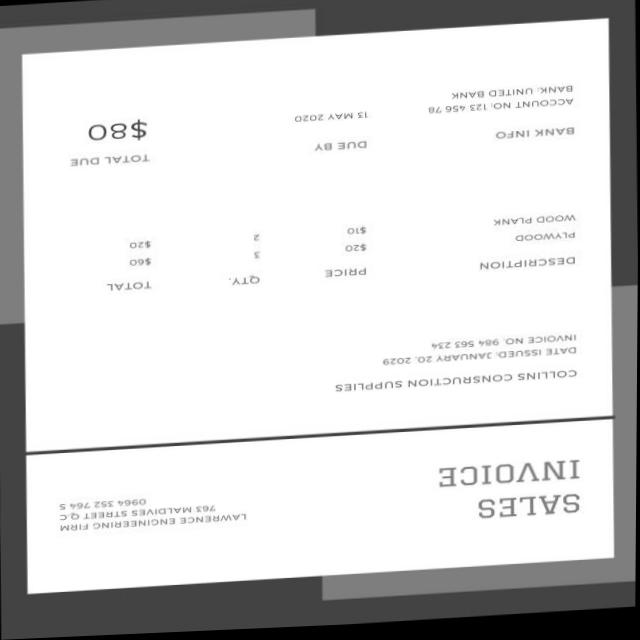 SALES
INVOICE
LAWRENCE ENGINEERING FIRM
763 MALDIVES STREET Q.C
0964 352 764 5
COLLINS CONSRUCTION SUPPLIES
DATE ISSUED: JANUARY 20, 2029
INVOICE NO. 984 563 234
DESCRIPTION PRICE QTY. TOTAL
PLYWOOD $20 3 $60
WOOD PLANK $10 2 $20
BANK INFO DUE BY TOTAL DUE
ACCOUNT NO: 123 456 78 13 MAY 2020 $80
BANK: UNITED BANK